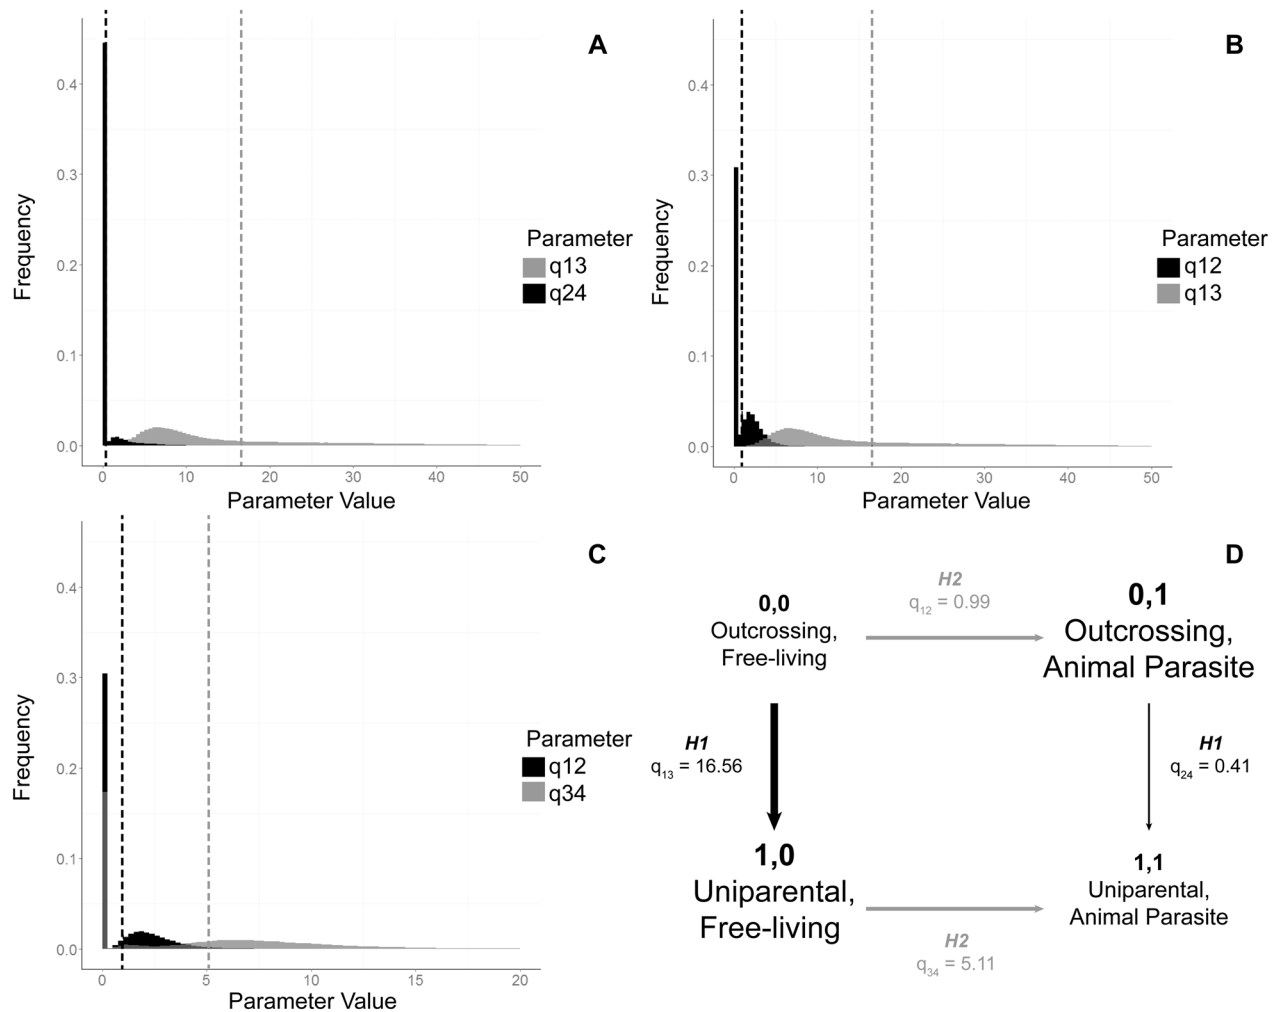 A
Frequency
0.4
0.3
0.2
0.1
0.0
0
10
20
30
40
50
Parameter Value
Parameter
q13
q24
B
Frequency
0.4
0.3
0.2
0.1
0.0
0
10
20
30
40
50
Parameter Value
Parameter
q12
q13
C
Frequency
0.4
0.3
0.2
0.1
0.0
0
5
10
15
20
Parameter Value
Parameter
q12
q34
D
0,0
Outcrossing,
Free-living
H2
q12 = 0.99
0,1
Outcrossing,
Animal Parasite
H1
q13 = 16.56
H1
q24 = 0.41
1,0
Uniparental,
Free-living
H2
q34 = 5.11
1,1
Uniparental,
Animal Parasite